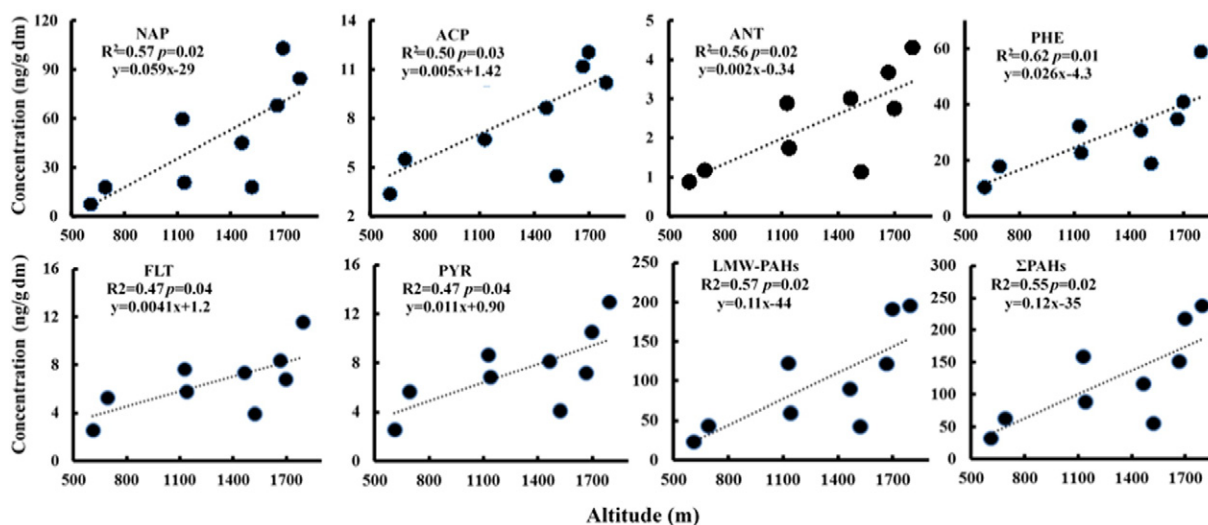 NAP
R²=0.57 p=0.02
y=0.059x-29
ACP
R²=0.50 p=0.03
y=0.005x+1.42
ANT
R²=0.56 p=0.02
y=0.002x-0.34
PHE
R²=0.62 p=0.01
y=0.026x-4.3
Concentration (ng/g dm)
120
90
60
30
0
500 800 1100 1400 1700
14
11
8
5
2
500 800 1100 1400 1700
5
4
3
2
1
0
500 800 1100 1400 1700
60
40
20
0
500 800 1100 1400 1700
FLT
R2=0.47 p=0.04
y=0.0041x+1.2
PYR
R2=0.47 p=0.04
y=0.011x+0.90
LMW-PAHs
R2=0.57 p=0.02
y=0.11x-44
ΣPAHs
R2=0.55 p=0.02
y=0.12x-35
Concentration (ng/g dm)
16
12
8
4
0
500 800 1100 1400 1700
16
12
8
4
0
500 800 1100 1400 1700
250
200
150
100
50
0
500 800 1100 1400 1700
300
250
200
150
100
50
0
500 800 1100 1400 1700
Altitude (m)